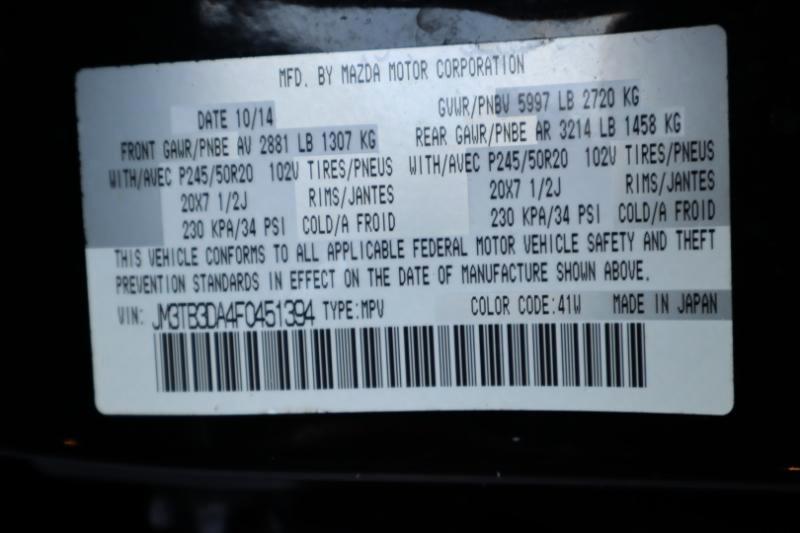 MFD. BY MAZDA MOTOR CORPORATION
DATE 10/14 GVWR/PNBV 5997 LB 2720 KG
FRONT GAWR/PNBE AV 2881 LB 1307 KG REAR GAWR/PNBE AR 3214 LB 1458 KG
WITH/AVEC P245/50R20 102V TIRES/PNEUS WITH/AVEC P245/50R20 102V TIRES/PNEUS
20X7 1/2J RIMS/JANTES 20X7 1/2J RIMS/JANTES
230 KPA/34 PSI COLD/A FROID 230 KPA/34 PSI COLD/A FROID
THIS VEHICLE CONFORMS TO ALL APPLICABLE FEDERAL MOTOR VEHICLE SAFETY AND THEFT
PREVENTION STANDARDS IN EFFECT ON THE DATE OF MANUFACTURE SHOWN ABOVE.
VIN: JM3TB3DA4F0451394 TYPE:MPV COLOR CODE:41W MADE IN JAPAN